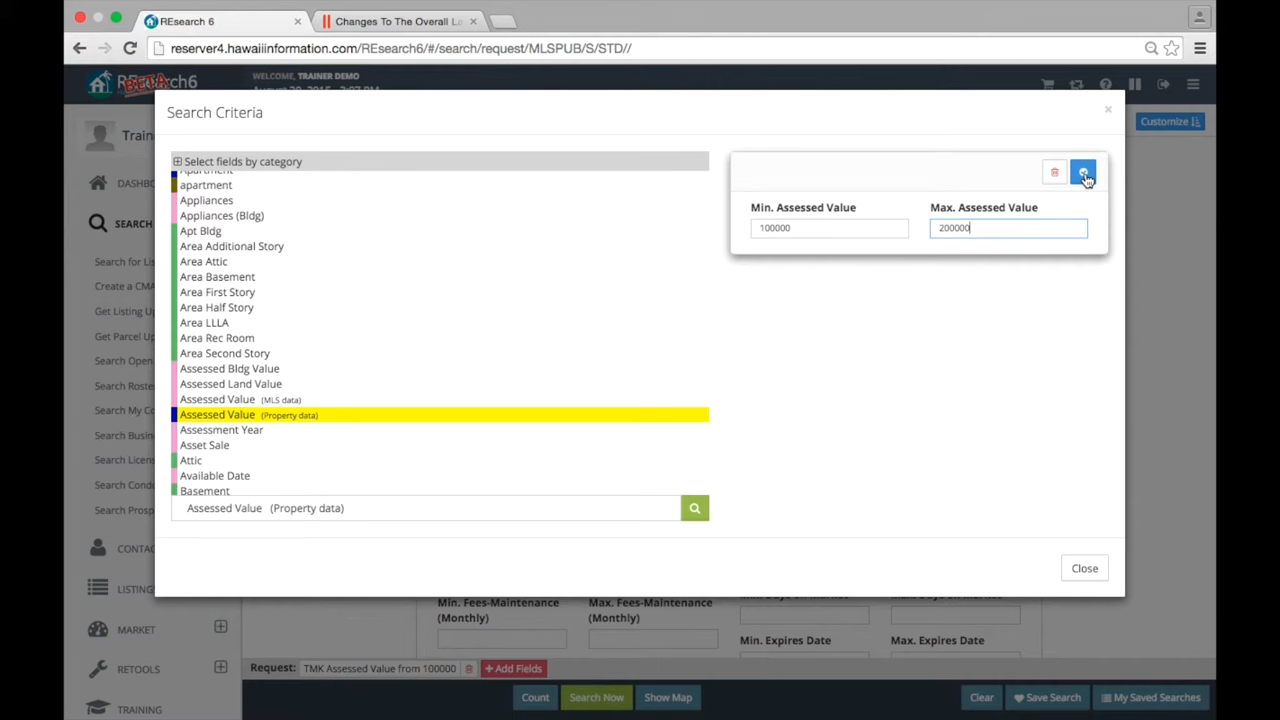 REsearch 6
Changes To The Overall La
reserver4.hawaiiinformation.com/REsearch6/#/search/request/MLSPUB/S/STD//
REsearch6
BETA
WELCOME, TRAINER DEMO
Search Criteria
Customize
Train
Select fields by category
Apartment
apartment
Appliances
Appliances (Bldg)
Apt Bldg
Area Additional Story
Area Attic
Area Basement
Area First Story
Area Half Story
Area LLLA
Area Rec Room
Area Second Story
Assessed Bldg Value
Assessed Land Value
Assessed Value (MLS data)
Assessed Value (Property data)
Assessment Year
Asset Sale
Attic
Available Date
Basement
Assessed Value (Property data)
Min. Assessed Value
Max. Assessed Value
100000
200000
Close
DASHBO
SEARCH
Search for Lis
Create a CMA
Get Listing Up
Get Parcel Up
Search Open
Search Roste
Search My Co
Search Busin
Search Licens
Search Cond
Search Prosp
CONTAC
LISTING
MARKET
RETOOLS
TRAINING
Min. Fees-Maintenance (Monthly)
Max. Fees-Maintenance (Monthly)
Min. Expires Date
Max. Expires Date
Request: TMK Assessed Value from 100000
Add Fields
Count
Search Now
Show Map
Clear
Save Search
My Saved Searches